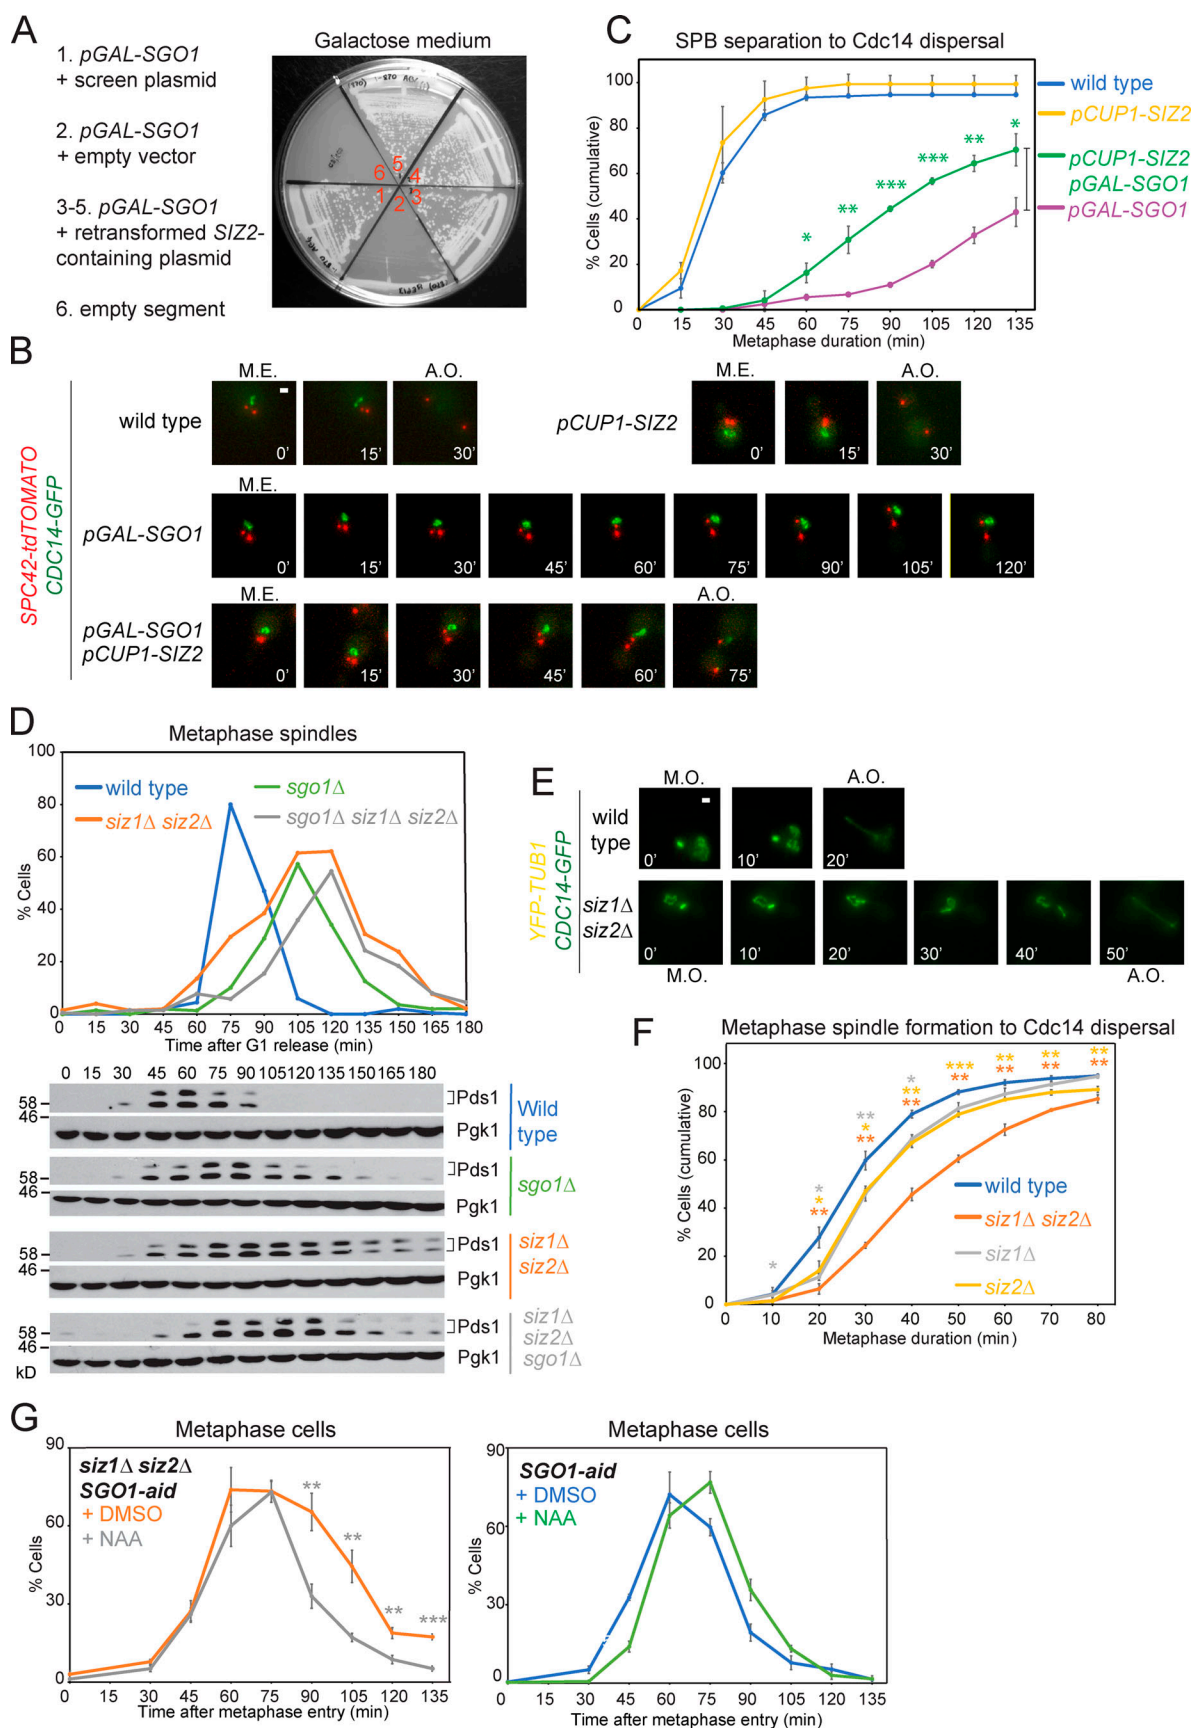 A
1. pGAL-SGO1
+ screen plasmid
2. pGAL-SGO1
+ empty vector
3-5. pGAL-SGO1
+ retransformed SIZ2-
containing plasmid
6. empty segment
Galactose medium
5
6
4
1
3
2
C
SPB separation to Cdc14 dispersal
% Cells (cumulative)
100
80
60
40
20
0
0 15 30 45 60 75 90 105 120 135
Metaphase duration (min)
* ** *** *** ** *
wild type
pCUP1-SIZ2
pCUP1-SIZ2
pGAL-SGO1
pGAL-SGO1
B
SPC42-tdTOMATO
CDC14-GFP
M.E. A.O.
wild type
0' 15' 30'
M.E. A.O.
pCUP1-SIZ2
0' 15' 30'
M.E.
pGAL-SGO1
0' 15' 30' 45' 60' 75' 90' 105' 120'
M.E. A.O.
pGAL-SGO1
pCUP1-SIZ2
0' 15' 30' 45' 60' 75'
D
Metaphase spindles
% Cells
100
80
60
40
20
0
wild type
sgo1Δ
siz1Δ siz2Δ
sgo1Δ siz1Δ siz2Δ
0 15 30 45 60 75 90 105 120 135 150 165 180
Time after G1 release (min)
0 15 30 45 60 75 90 105 120 135 150 165 180
58
46
Pds1
Pgk1
Wild
type
58
46
Pds1
Pgk1
sgo1Δ
58
46
Pds1
Pgk1
siz1Δ
siz2Δ
58
46
kD
Pds1
Pgk1
siz1Δ
siz2Δ
sgo1Δ
E
YFP-TUB1
CDC14-GFP
M.O. A.O.
wild
type
0' 10' 20'
siz1Δ
siz2Δ
0' 10' 20' 30' 40' 50'
M.O. A.O.
F
Metaphase spindle formation to Cdc14 dispersal
% Cells (cumulative)
100
80
60
40
20
0
0 10 20 30 40 50 60 70 80
Metaphase duration (min)
*
*
*
**
**
*
**
*
**
**
***
**
**
**
**
**
**
**
wild type
siz1Δ siz2Δ
siz1Δ
siz2Δ
G
Metaphase cells
% Cells
90
60
30
0
siz1Δ siz2Δ
SGO1-aid
+ DMSO
+ NAA
** ** ** ***
0 15 30 45 60 75 90 105 120 135
Time after metaphase entry (min)
Metaphase cells
% Cells
90
60
30
0
SGO1-aid
+ DMSO
+ NAA
0 15 30 45 60 75 90 105 120 135
Time after metaphase entry (min)